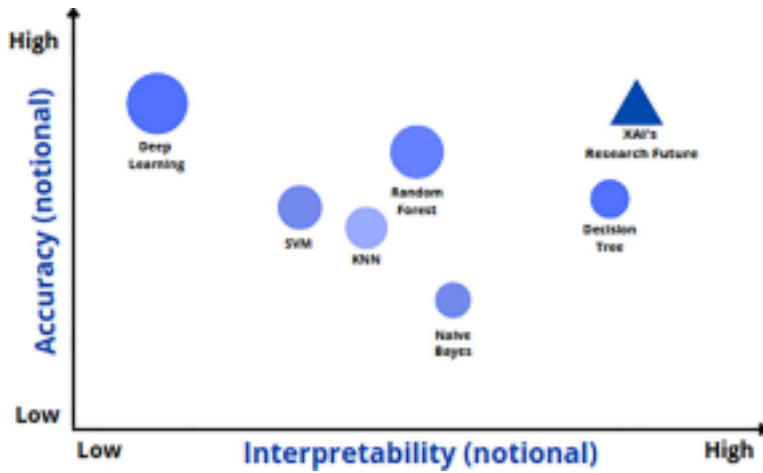 High
Accuracy (notional)
Deep
Learning
XAI's
Research Future
Random
Forest
SVM
KNN
Decision
Tree
Naive
Bayes
Low
Low
Interpretability (notional)
High